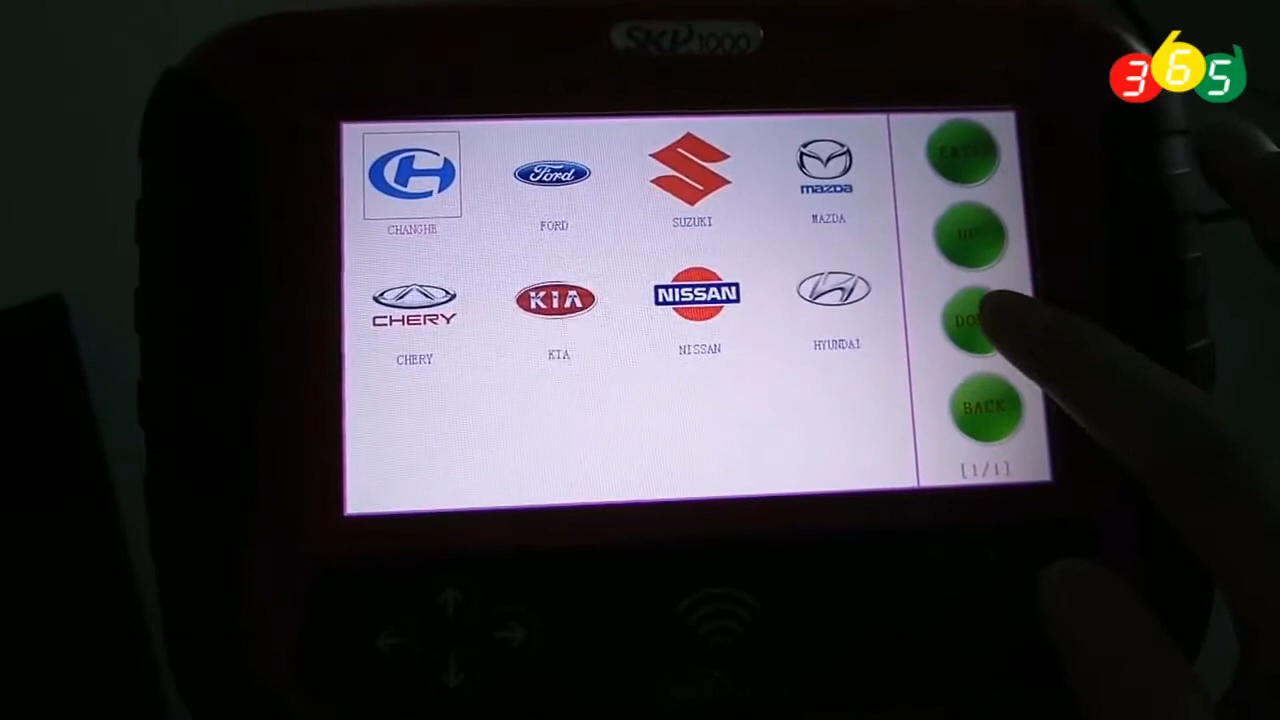 SKP1000
365
Ford
mazda
CHANGHE
FORD
SUZUKI
MAZDA
CHERY
KIA
NISSAN
CHERY
KIA
NISSAN
HYUNDAI
ENTER
UP
BACK
[1/1]